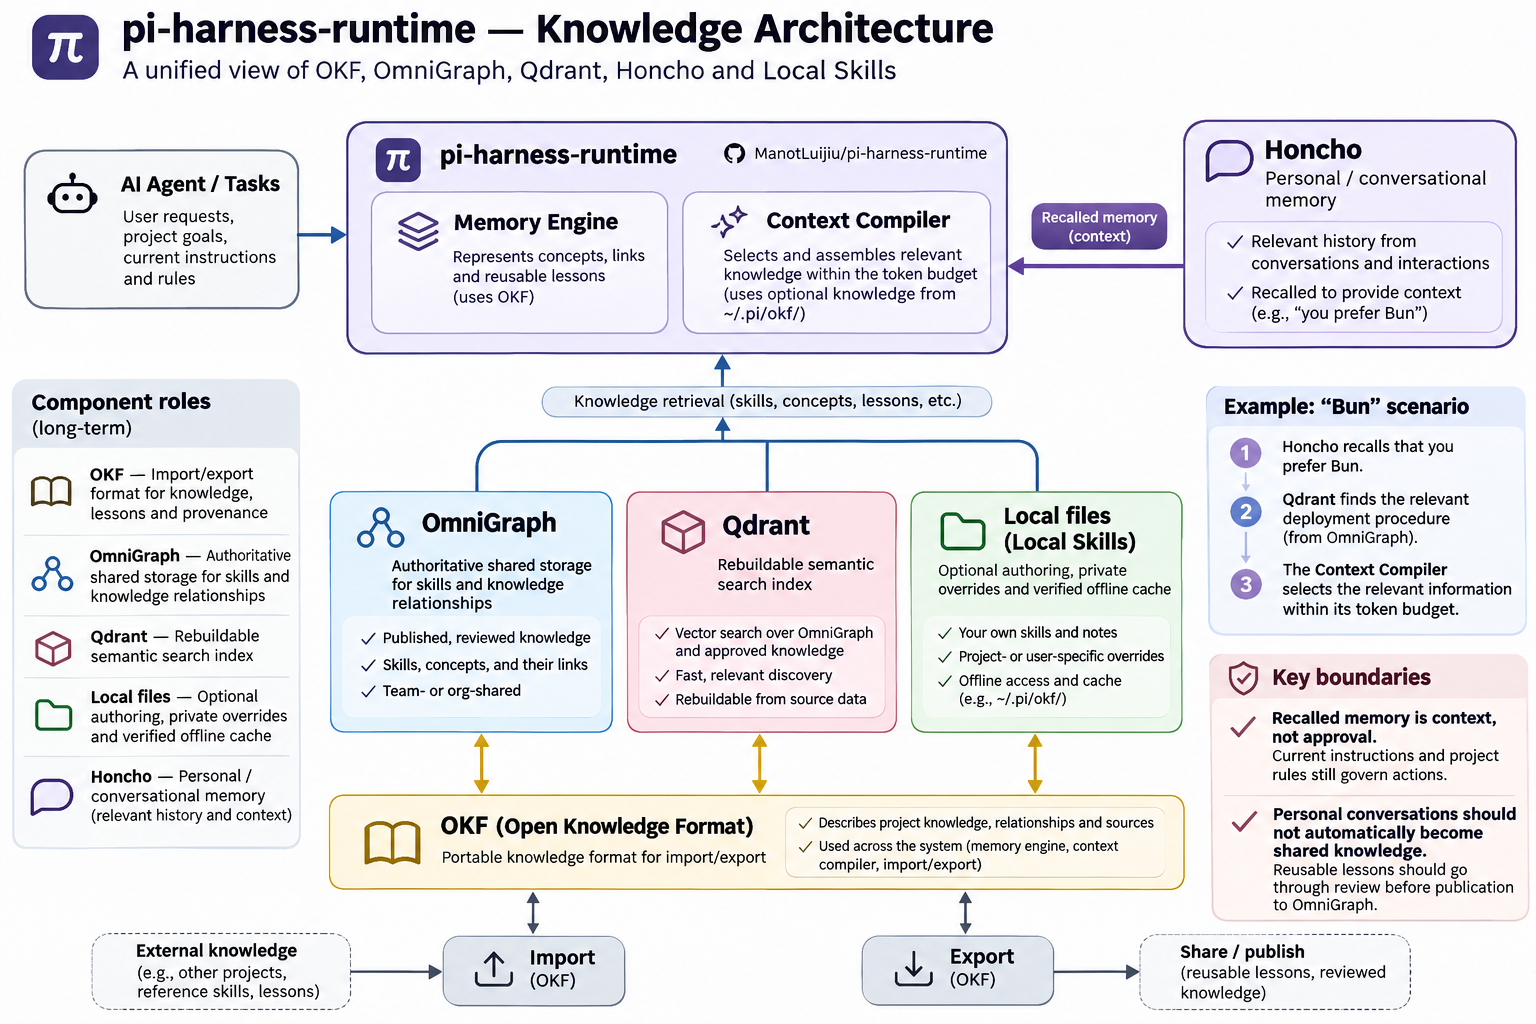 π
pi-harness-runtime — Knowledge Architecture
A unified view of OKF, OmniGraph, Qdrant, Honcho and Local Skills
AI Agent / Tasks
User requests,
project goals,
current instructions
and rules
π
pi-harness-runtime
ManotLuijiu/pi-harness-runtime
Memory Engine
Represents concepts, links
and reusable lessons
(uses OKF)
Context Compiler
Selects and assembles relevant
knowledge within the token budget
(uses optional knowledge from
~/.pi/okf/)
Recalled memory
(context)
Honcho
Personal / conversational
memory
Relevant history from
conversations and interactions
Recalled to provide context
(e.g., “you prefer Bun”)
Knowledge retrieval (skills, concepts, lessons, etc.)
Component roles
(long-term)
OKF — Import/export
format for knowledge,
lessons and provenance
OmniGraph — Authoritative
shared storage for skills and
knowledge relationships
Qdrant — Rebuildable
semantic search index
Local files — Optional
authoring, private overrides
and verified offline cache
Honcho — Personal /
conversational memory
(relevant history and context)
OmniGraph
Authoritative shared storage
for skills and knowledge
relationships
Published, reviewed knowledge
Skills, concepts, and their links
Team- or org-shared
Qdrant
Rebuildable semantic
search index
Vector search over OmniGraph
and approved knowledge
Fast, relevant discovery
Rebuildable from source data
Local files
(Local Skills)
Optional authoring, private
overrides and verified offline cache
Your own skills and notes
Project- or user-specific overrides
Offline access and cache
(e.g., ~/.pi/okf/)
Example: “Bun” scenario
1
Honcho recalls that you
prefer Bun.
2
Qdrant finds the relevant
deployment procedure
(from OmniGraph).
3
The Context Compiler
selects the relevant information
within its token budget.
Key boundaries
Recalled memory is context,
not approval.
Current instructions and project
rules still govern actions.
Personal conversations should
not automatically become
shared knowledge.
Reusable lessons should go
through review before publication
to OmniGraph.
OKF (Open Knowledge Format)
Portable knowledge format for import/export
Describes project knowledge, relationships and sources
Used across the system (memory engine, context
compiler, import/export)
External knowledge
(e.g., other projects,
reference skills, lessons)
Import
(OKF)
Export
(OKF)
Share / publish
(reusable lessons, reviewed
knowledge)